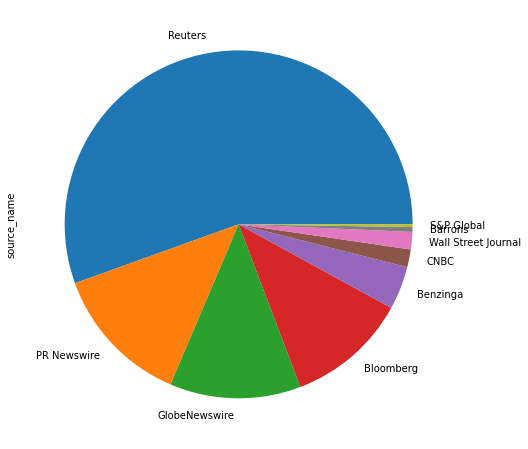 Reuters
source_name
S&P Global
Barrons
Wall Street Journal
CNBC
Benzinga
Bloomberg
PR Newswire
GlobeNewswire